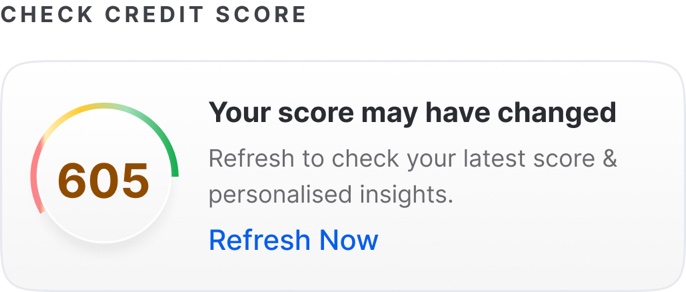 CHECK CREDIT SCORE
Your score may have changed
605
Refresh to check your latest score &
personalised insights.
Refresh Now